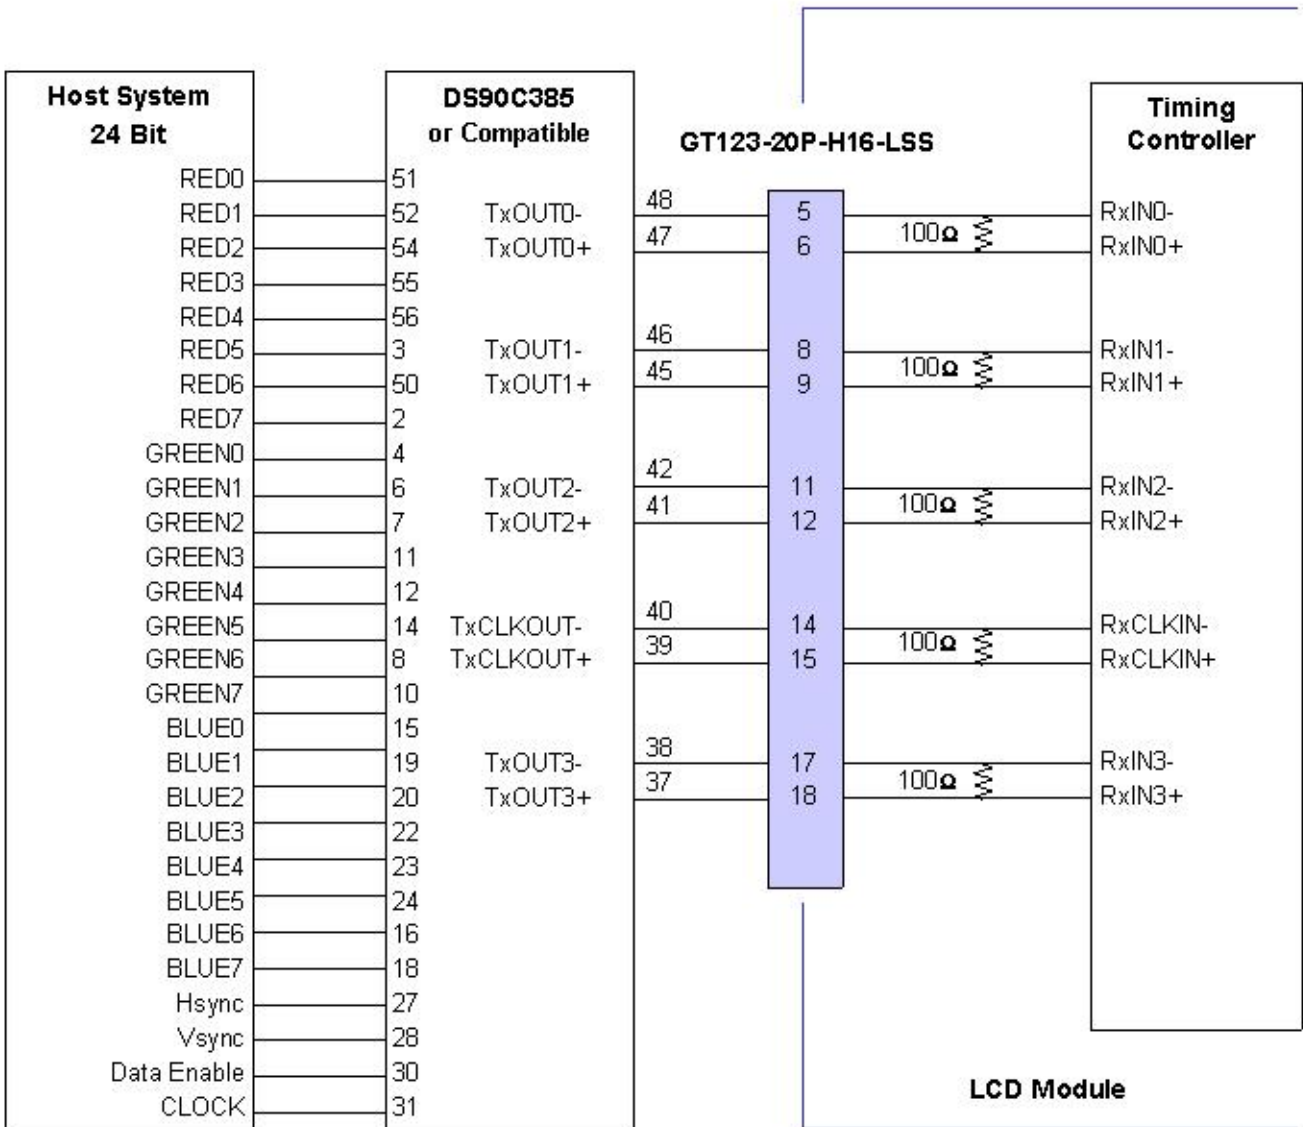 Host System
24 Bit
DS90C385
or Compatible
GT123-20P-H16-LSS
Timing
Controller
RED0 51
RED1 52 TxOUT0- 48 5 RxIN0-
100Ω
RED2 54 TxOUT0+ 47 6 RxIN0+
RED3 55
RED4 56
RED5 3 TxOUT1- 46 8 RxIN1-
100Ω
RED6 50 TxOUT1+ 45 9 RxIN1+
RED7 2
GREEN0 4
GREEN1 6 TxOUT2- 42 11 RxIN2-
100Ω
GREEN2 7 TxOUT2+ 41 12 RxIN2+
GREEN3 11
GREEN4 12
GREEN5 14 TxCLKOUT- 40 14 RxCLKIN-
100Ω
GREEN6 8 TxCLKOUT+ 39 15 RxCLKIN+
GREEN7 10
BLUE0 15
BLUE1 19 TxOUT3- 38 17 RxIN3-
100Ω
BLUE2 20 TxOUT3+ 37 18 RxIN3+
BLUE3 22
BLUE4 23
BLUE5 24
BLUE6 16
BLUE7 18
Hsync 27
Vsync 28
Data Enable 30
CLOCK 31
LCD Module